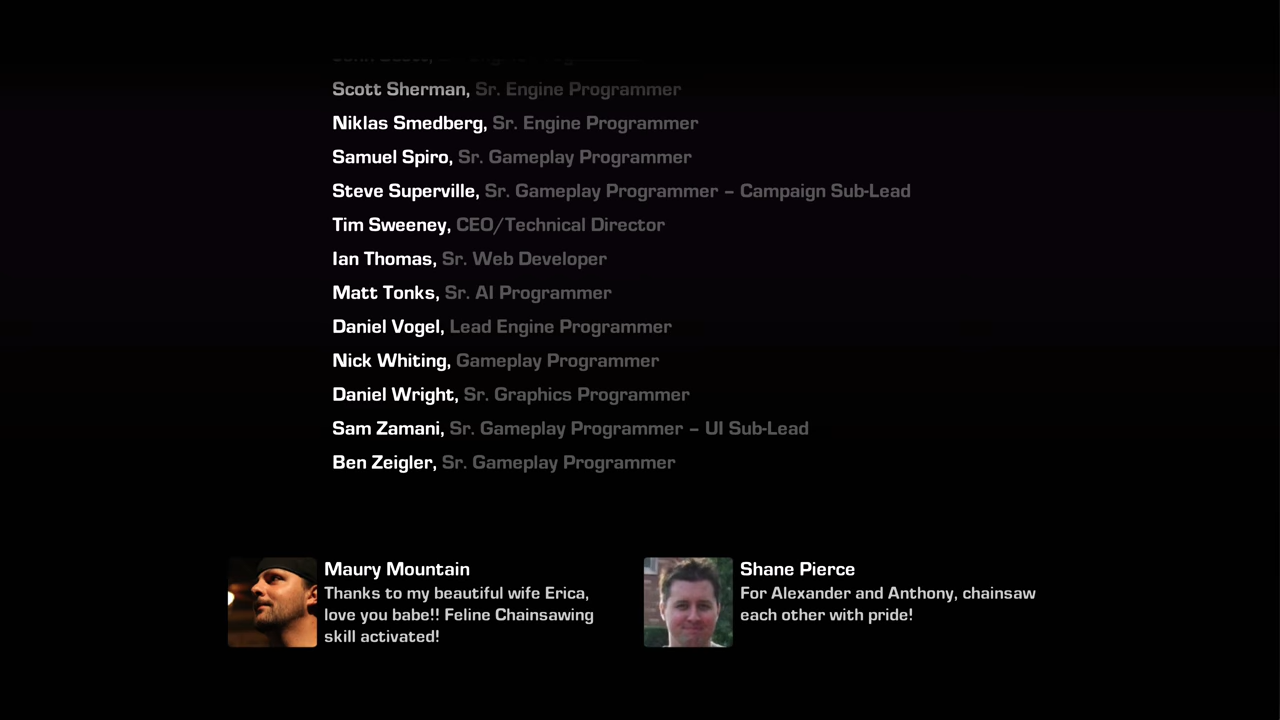 Scott Sherman, Sr. Engine Programmer
Niklas Smedberg, Sr. Engine Programmer
Samuel Spiro, Sr. Gameplay Programmer
Steve Superville, Sr. Gameplay Programmer – Campaign Sub-Lead
Tim Sweeney, CEO/Technical Director
Ian Thomas, Sr. Web Developer
Matt Tonks, Sr. AI Programmer
Daniel Vogel, Lead Engine Programmer
Nick Whiting, Gameplay Programmer
Daniel Wright, Sr. Graphics Programmer
Sam Zamani, Sr. Gameplay Programmer – UI Sub-Lead
Ben Zeigler, Sr. Gameplay Programmer
Maury Mountain
Thanks to my beautiful wife Erica,
love you babe!! Feline Chainsawing
skill activated!
Shane Pierce
For Alexander and Anthony, chainsaw
each other with pride!